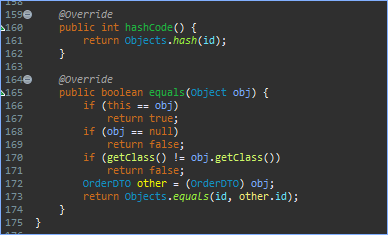 158
159 @Override
160 public int hashCode() {
161 return Objects.hash(id);
162 }
163
164 @Override
165 public boolean equals(Object obj) {
166 if (this == obj)
167 return true;
168 if (obj == null)
169 return false;
170 if (getClass() != obj.getClass())
171 return false;
172 OrderDTO other = (OrderDTO) obj;
173 return Objects.equals(id, other.id);
174 }
175 }